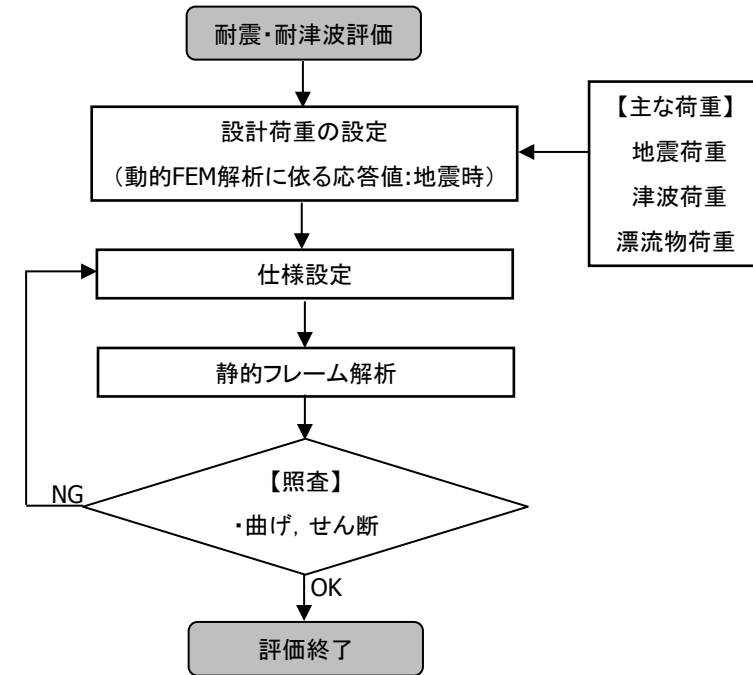 耐震・耐津波評価
設計荷重の設定
（動的FEM解析に依る応答値:地震時）
【主な荷重】
地震荷重
津波荷重
漂流物荷重
仕様設定
静的フレーム解析
【照査】
・曲げ，せん断
NG
OK
評価終了